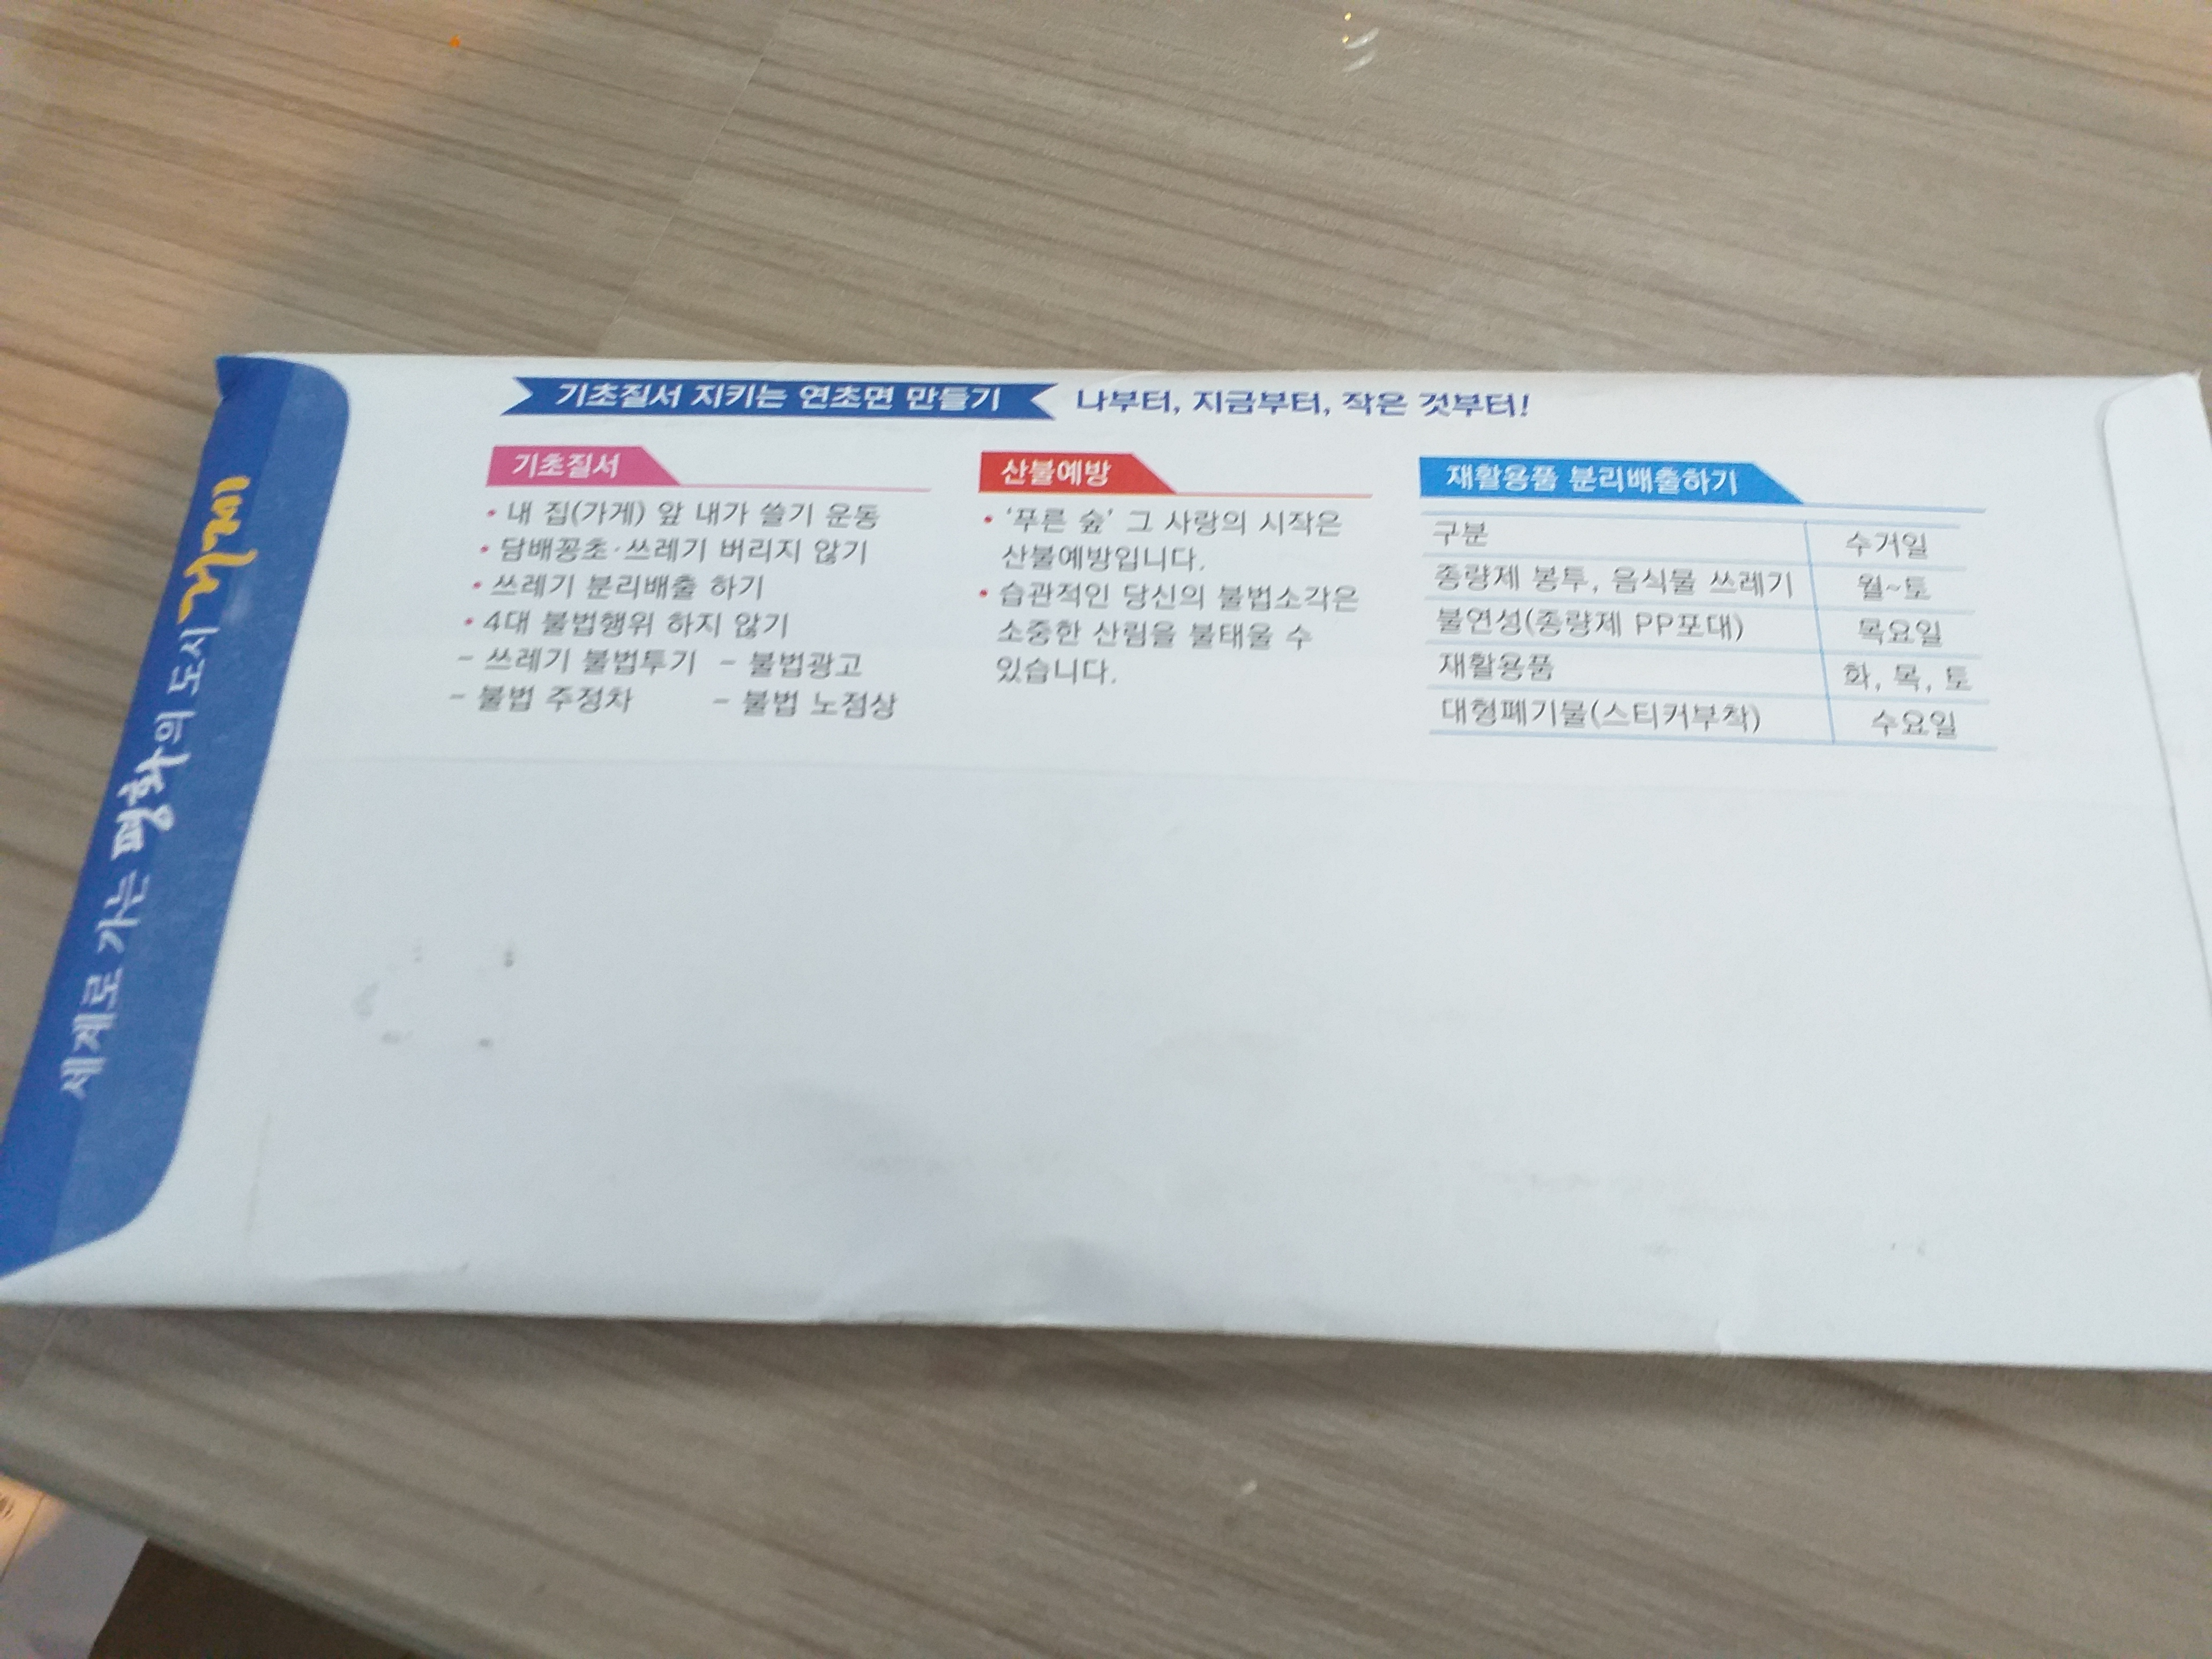 기초질서 지키는 연초면 만들기 나부터, 지금부터, 작은 것부터!
기초질서
• 내 집(가게) 앞 내가 쓸기 운동
• 담배꽁초·쓰레기 버리지 않기
• 쓰레기 분리배출 하기
• 4대 불법행위 하지 않기
- 쓰레기 불법투기 - 불법광고
- 불법 주정차 - 불법 노점상
산불예방
• '푸른 숲' 그 사랑의 시작은
산불예방입니다.
• 습관적인 당신의 불법소각은
소중한 산림을 불태울 수
있습니다.
재활용품 분리배출하기
구분 수거일
종량제 봉투, 음식물 쓰레기 월~토
불연성(종량제 PP포대) 목요일
재활용품 화, 목, 토
대형폐기물(스티커부착) 수요일
세계로 가는 평화의 도시 거제